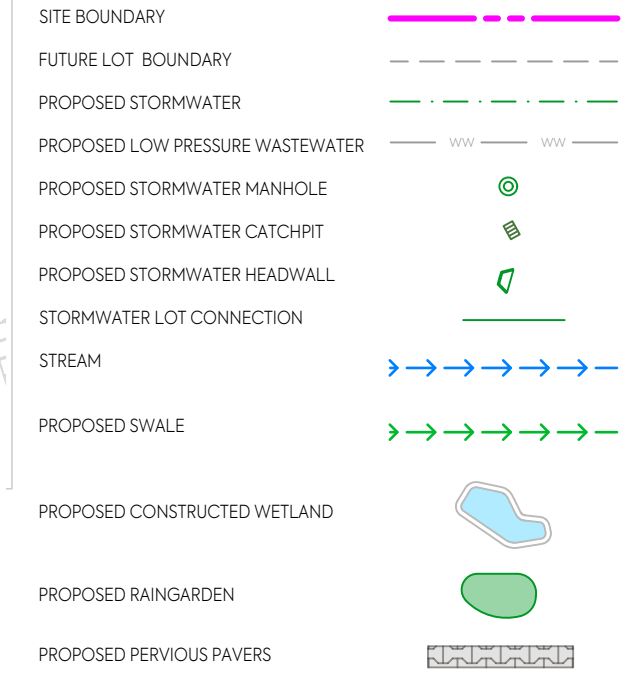 SITE BOUNDARY
FUTURE LOT BOUNDARY
PROPOSED STORMWATER
PROPOSED LOW PRESSURE WASTEWATER WW WW
PROPOSED STORMWATER MANHOLE
PROPOSED STORMWATER CATCHPIT
PROPOSED STORMWATER HEADWALL
STORMWATER LOT CONNECTION
STREAM
PROPOSED SWALE
PROPOSED CONSTRUCTED WETLAND
PROPOSED RAINGARDEN
PROPOSED PERVIOUS PAVERS